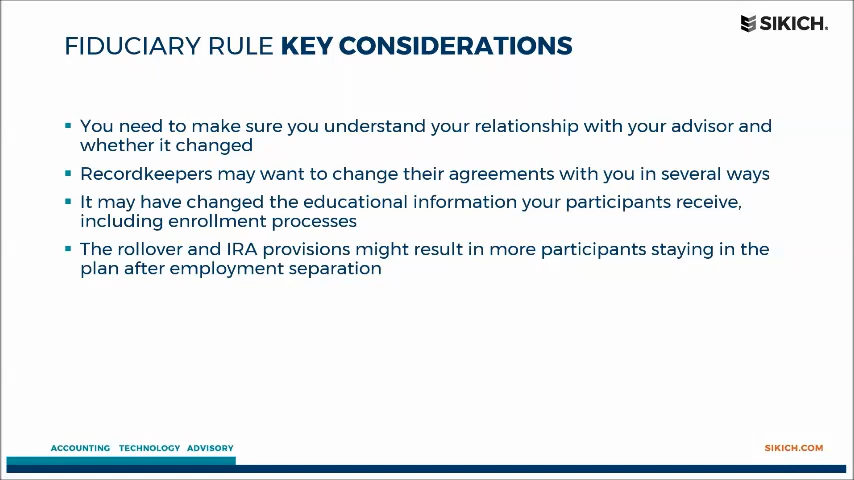 SIKICH.
FIDUCIARY RULE KEY CONSIDERATIONS
▪ You need to make sure you understand your relationship with your advisor and
whether it changed
▪ Recordkeepers may want to change their agreements with you in several ways
▪ It may have changed the educational information your participants receive,
including enrollment processes
▪ The rollover and IRA provisions might result in more participants staying in the
plan after employment separation
ACCOUNTING TECHNOLOGY ADVISORY
SIKICH.COM